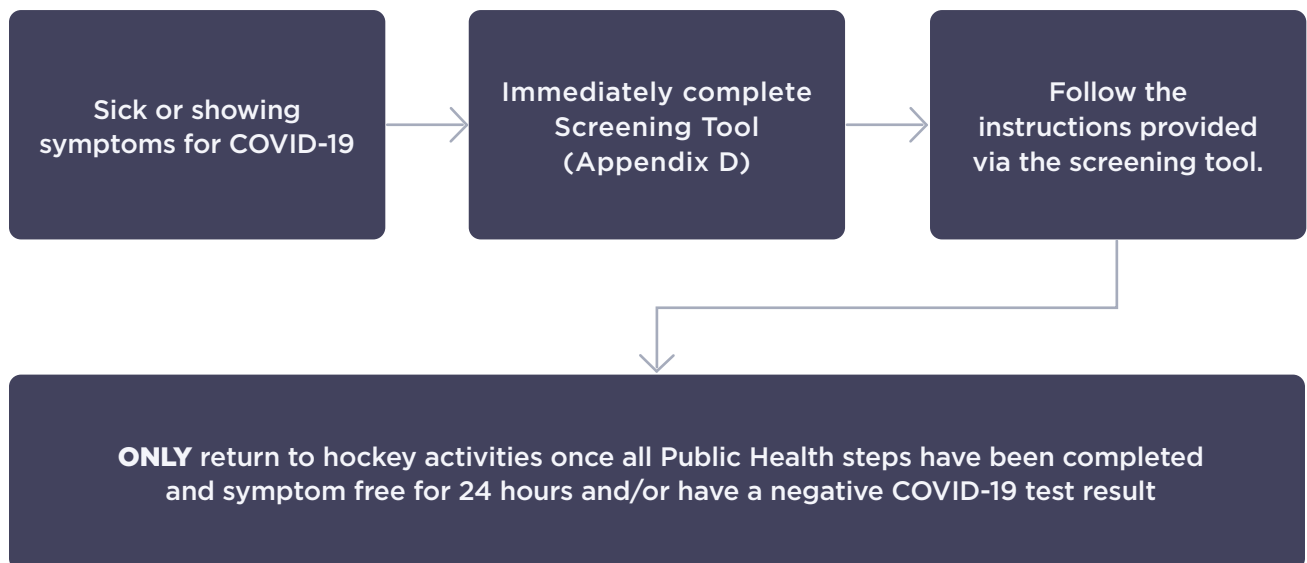 Sick or showing
symptoms for COVID-19
Immediately complete
Screening Tool
(Appendix D)
Follow the
instructions provided
via the screening tool.
ONLY return to hockey activities once all Public Health steps have been completed
and symptom free for 24 hours and/or have a negative COVID-19 test result